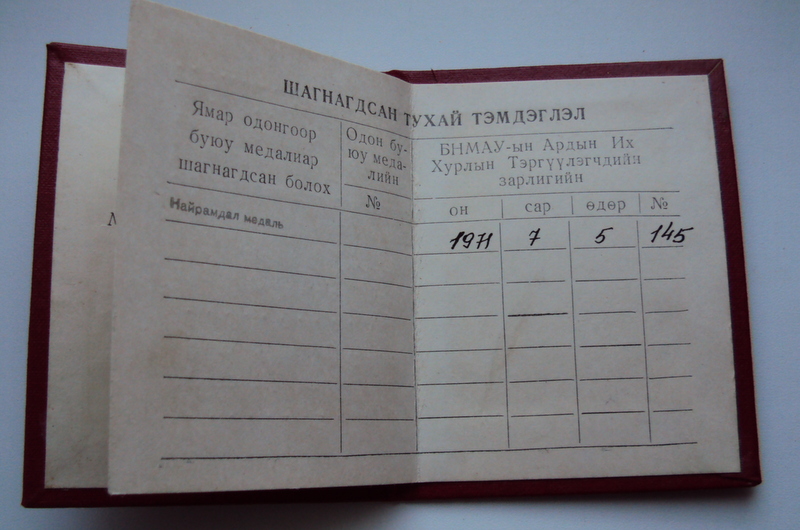 ШАГНАГДСАН ТУХАЙ ТЭМДЭГЛЭЛ
Ямар одонгоор
буюу медалиар
шагнагдсан болох
Одон бу-
юу меда-
лийн
№
БНМАУ-ын Ардын Их
Хурлын Тэргүүлэгчдийн
зарлигийн
он сар өдөр №
Найрамдал медаль
1971 7 5 145